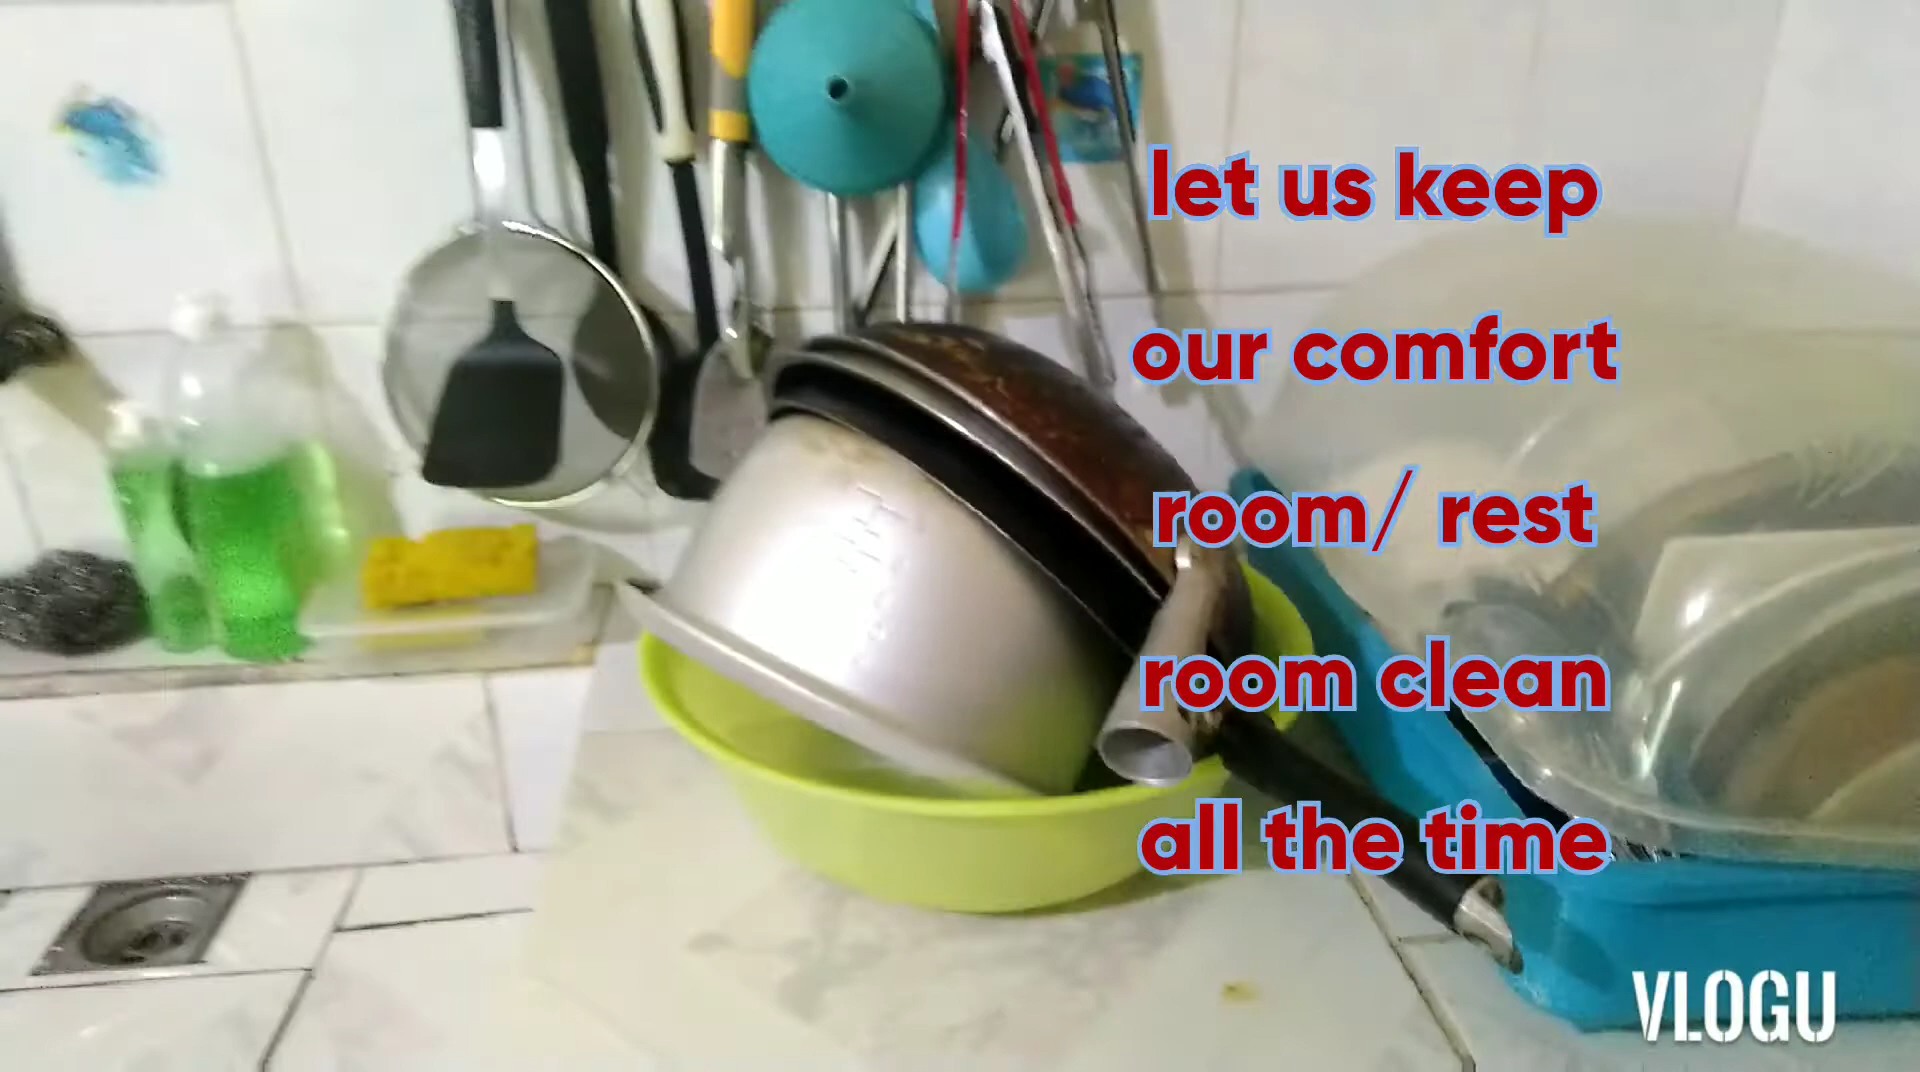 let us keep
our comfort
room/ rest
room clean
all the time
VLOGU